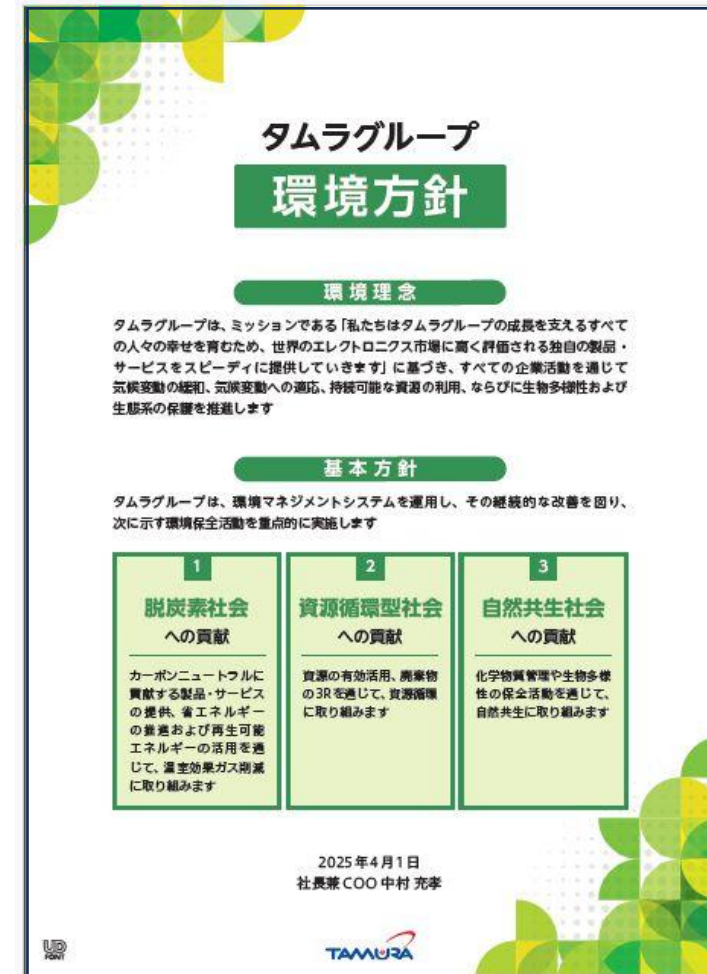 タムラグループ
環境方針
環境理念
タムラグループは、ミッションである「私たちはタムラグループの成長を支えるすべて
の人々の幸せを育むため、世界のエレクトロニクス市場に高く評価される独自の製品・
サービスをスピーディに提供していきます」に基づき、すべての企業活動を通じて
気候変動の緩和、気候変動への適応、持続可能な資源の利用、ならびに生物多様性および
生態系の保護を推進します
基本方針
タムラグループは、環境マネジメントシステムを運用し、その継続的な改善を図り、
次に示す環境保全活動を重点的に実施します
1
脱炭素社会
への貢献
カーボンニュートラルに
貢献する製品・サービス
の提供、省エネルギー
の推進および再生可能
エネルギーの活用を通
じて、温室効果ガス削減
に取り組みます
2
資源循環型社会
への貢献
資源の有効活用、廃棄物
の3Rを通じて、資源循環
に取り組みます
3
自然共生社会
への貢献
化学物質管理や生物多様
性の保全活動を通じて、
自然共生に取り組みます
2025年4月1日
社長兼COO 中村 充孝
UD
FONT
TAMURA